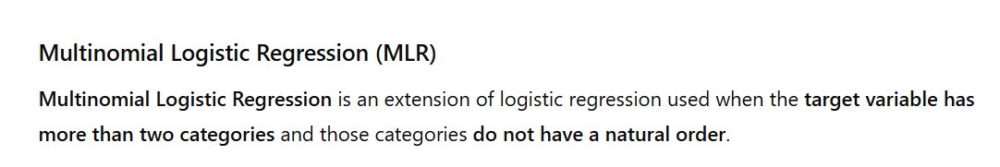 Multinomial Logistic Regression (MLR)
Multinomial Logistic Regression is an extension of logistic regression used when the target variable has
more than two categories and those categories do not have a natural order.